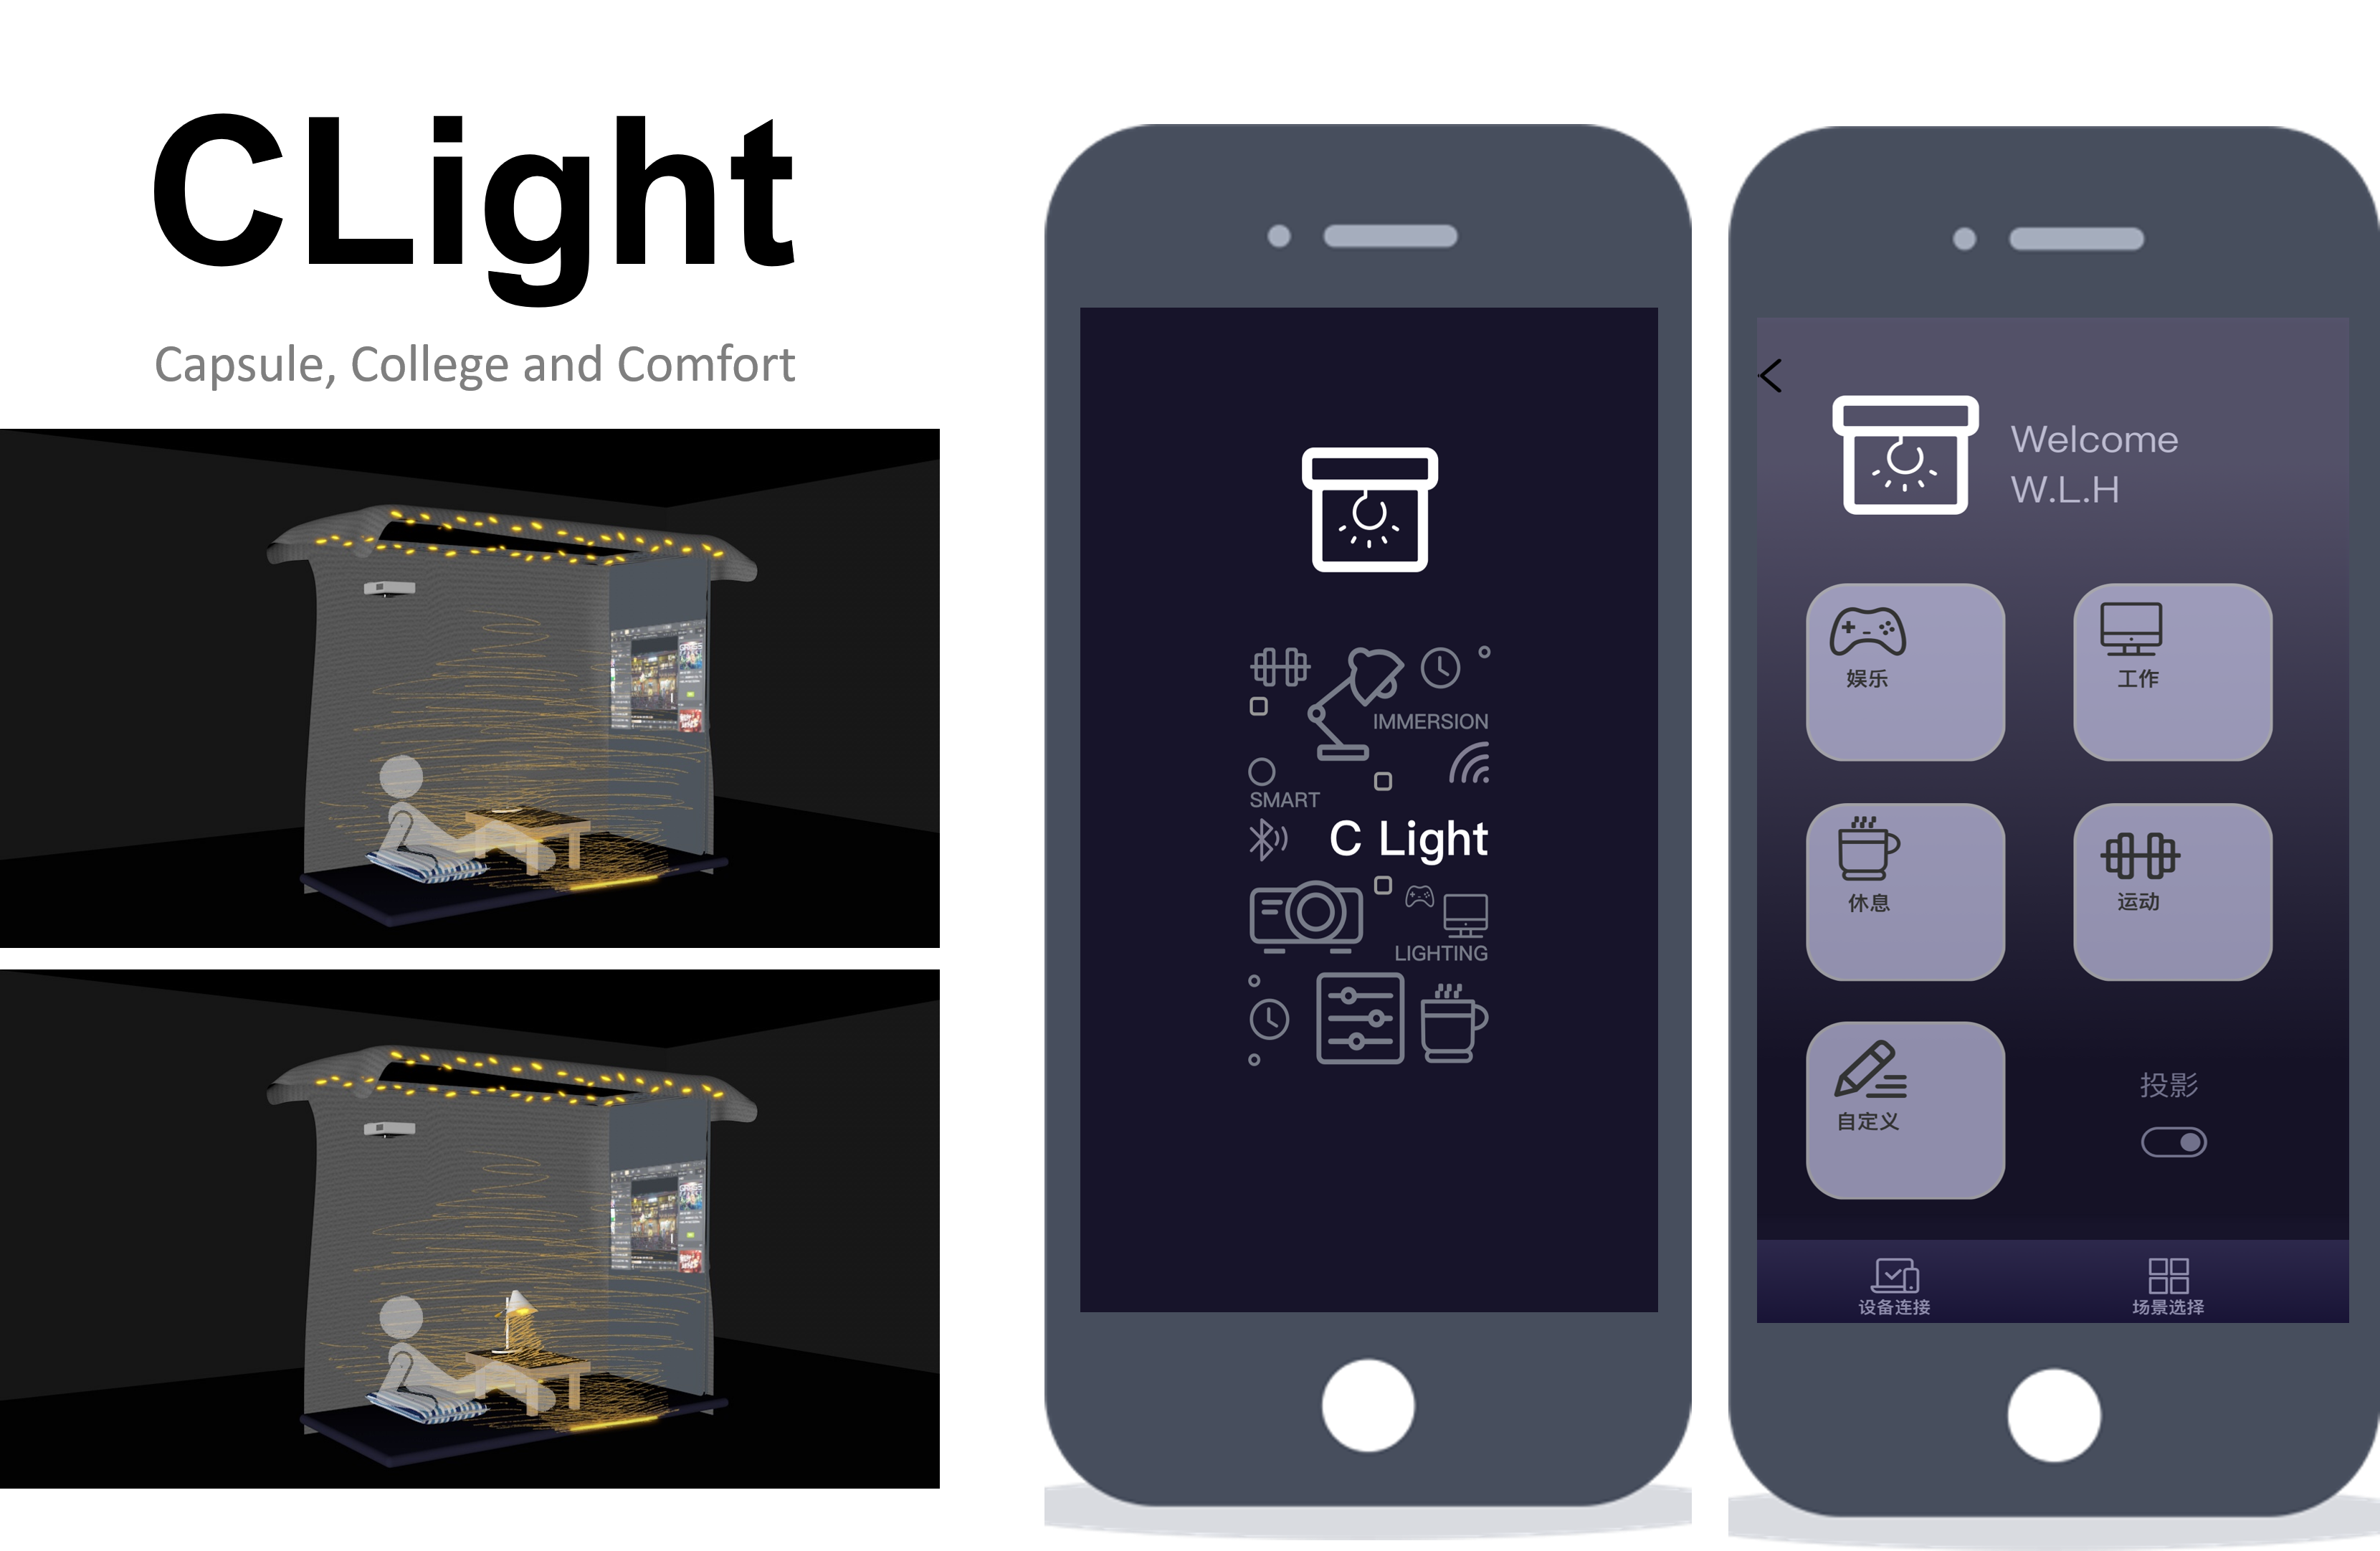 CLight
Capsule, College and Comfort
IMMERSION
SMART
C Light
LIGHTING
Welcome
W.L.H
娱乐
工作
休息
运动
自定义
投影
设备连接
场景选择